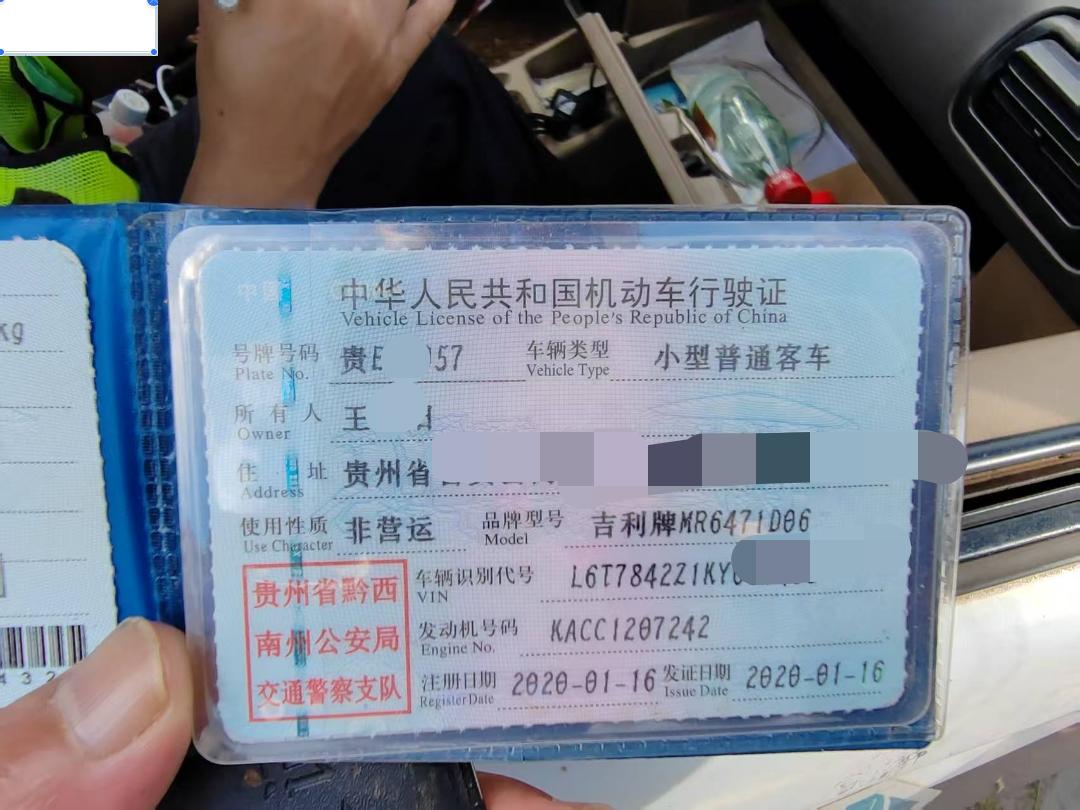 kg
432
中华人民共和国机动车行驶证
Vehicle License of the People's Republic of China
号牌号码 贵E 57 车辆类型 小型普通客车
Plate No. Vehicle Type
所有人 王
Owner
住址 贵州省
Address
使用性质 非营运 品牌型号 吉利牌MR6471D06
Use Character Model
贵州省黔西
南州公安局
交通警察支队
车辆识别代号 L6T7842Z1KY
VIN
发动机号码 KACC1207242
Engine No.
注册日期 2020-01-16 发证日期 2020-01-16
Register Date Issue Date